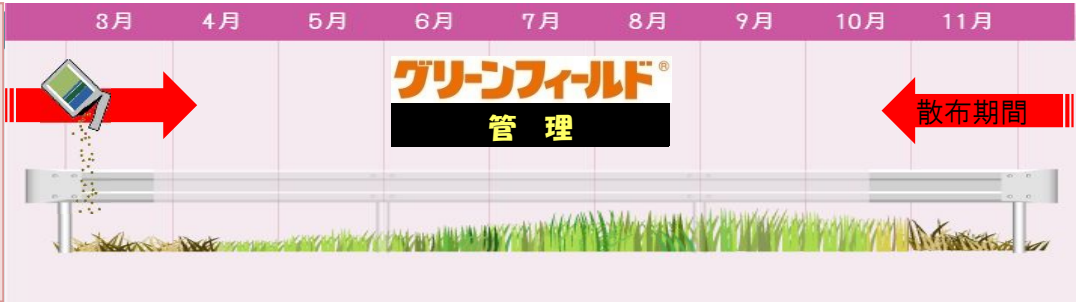 3月 4月 5月 6月 7月 8月 9月 10月 11月
グリーンフィールド®
管 理
散布期間